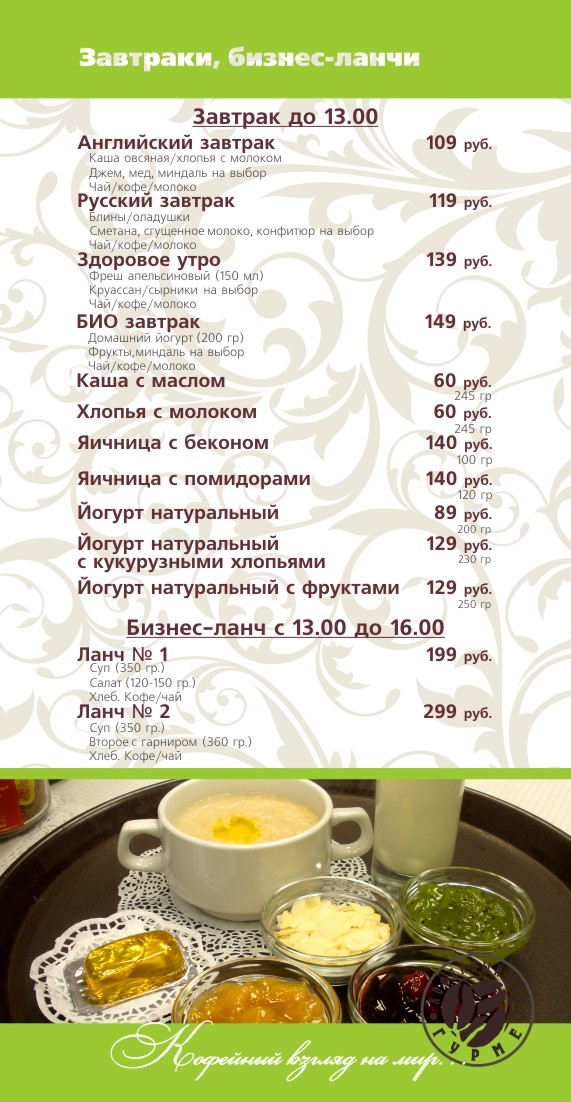 Завтраки, бизнес-ланчи
Завтрак до 13.00
Английский завтрак 109 руб.
Каша овсяная/хлопья с молоком
Джем, мед, миндаль на выбор
Чай/кофе/молоко
Русский завтрак 119 руб.
Блины/оладушки
Сметана, сгущенное молоко, конфитюр на выбор
Чай/кофе/молоко
Здоровое утро 139 руб.
Фреш апельсиновый (150 мл)
Круассан/сырники на выбор
Чай/кофе/молоко
БИО завтрак 149 руб.
Домашний йогурт (200 гр)
Фрукты,миндаль на выбор
Чай/кофе/молоко
Каша с маслом 60 руб.
245 гр
Хлопья с молоком 60 руб.
245 гр
Яичница с беконом 140 руб.
100 гр
Яичница с помидорами 140 руб.
120 гр
Йогурт натуральный 89 руб.
200 гр
Йогурт натуральный 129 руб.
с кукурузными хлопьями 230 гр
Йогурт натуральный с фруктами 129 руб.
250 гр
Бизнес-ланч с 13.00 до 16.00
Ланч № 1 199 руб.
Суп (350 гр.)
Салат (120-150 гр.)
Хлеб. Кофе/чай
Ланч № 2 299 руб.
Суп (350 гр.)
Второе с гарниром (360 гр.)
Хлеб. Кофе/чай
Кофейный взгляд на мир...
ГУРМЕ